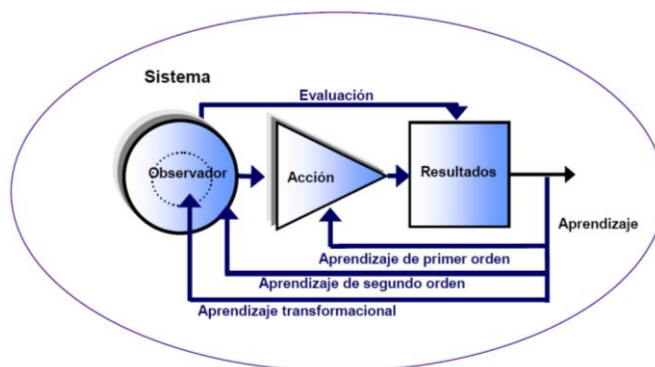 Sistema
Evaluación
Observador
Acción
Resultados
Aprendizaje
Aprendizaje de primer orden
Aprendizaje de segundo orden
Aprendizaje transformacional